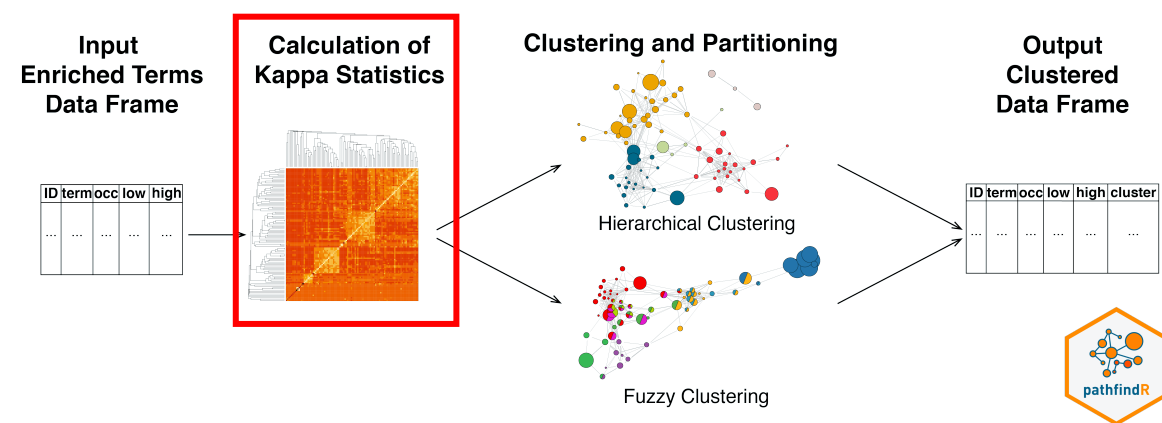 Input
Enriched Terms
Data Frame
Calculation of
Kappa Statistics
Clustering and Partitioning
Output
Clustered
Data Frame
ID term occ low high
... ... ... ... ...
Hierarchical Clustering
ID term occ low high cluster
... ... ... ... ... ...
Fuzzy Clustering
pathfindR